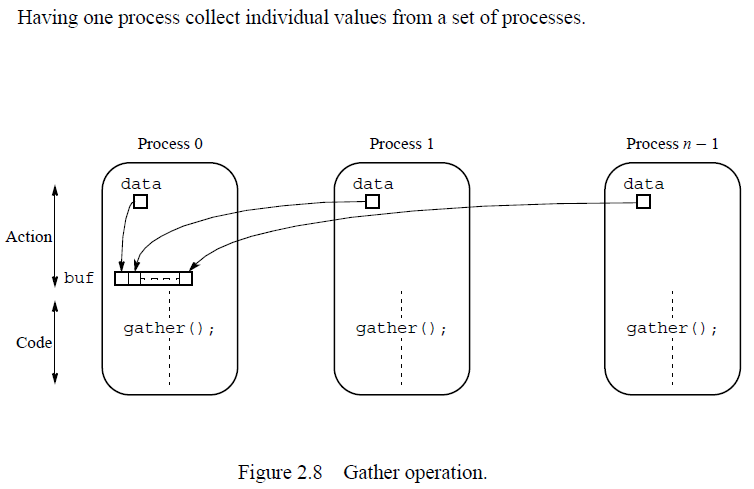 Having one process collect individual values from a set of processes.
Process 0 Process 1 Process n − 1
data data data
Action
buf
gather(); gather(); gather();
Code
Figure 2.8 Gather operation.